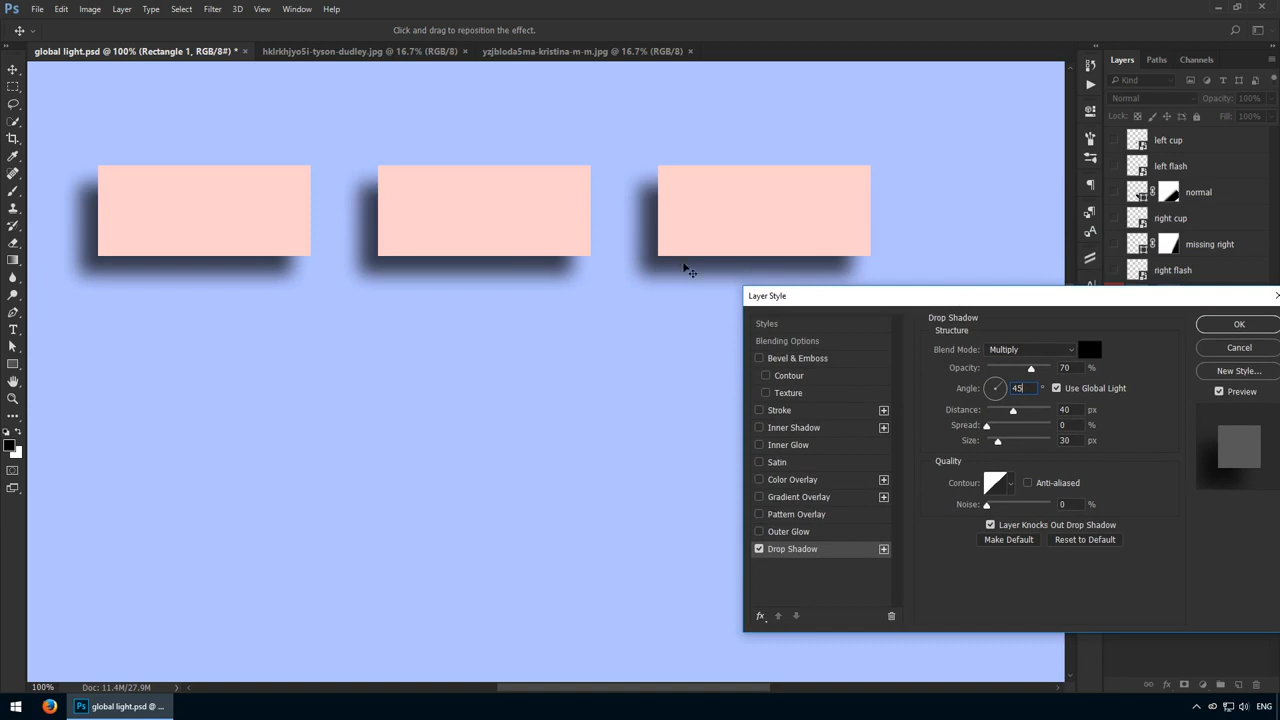 Ps File Edit Image Layer Type Select Filter 3D View Window Help
Click and drag to reposition the effect.
global light.psd @ 100% (Rectangle 1, RGB/8#) * × hklrkhjyo5i-tyson-dudley.jpg @ 16.7% (RGB/8) × yzjbloda5ma-kristina-m-m.jpg @ 16.7% (RGB/8) ×
Layers Paths Channels
Kind
Normal Opacity: 100%
Lock: Fill: 100%
left cup
left flash
normal
right cup
missing right
right flash
Layer Style
Styles
Blending Options
Bevel & Emboss
Contour
Texture
Stroke
Inner Shadow
Inner Glow
Satin
Color Overlay
Gradient Overlay
Pattern Overlay
Outer Glow
Drop Shadow
fx
Drop Shadow
Structure
Blend Mode: Multiply
Opacity: 70 %
Angle: 45 ° Use Global Light
Distance: 40 px
Spread: 0 %
Size: 30 px
Quality
Contour: Anti-aliased
Noise: 0 %
Layer Knocks Out Drop Shadow
Make Default Reset to Default
OK
Cancel
New Style...
Preview
100% Doc: 11.4M/27.9M
Ps global light.psd @ ...
ENG